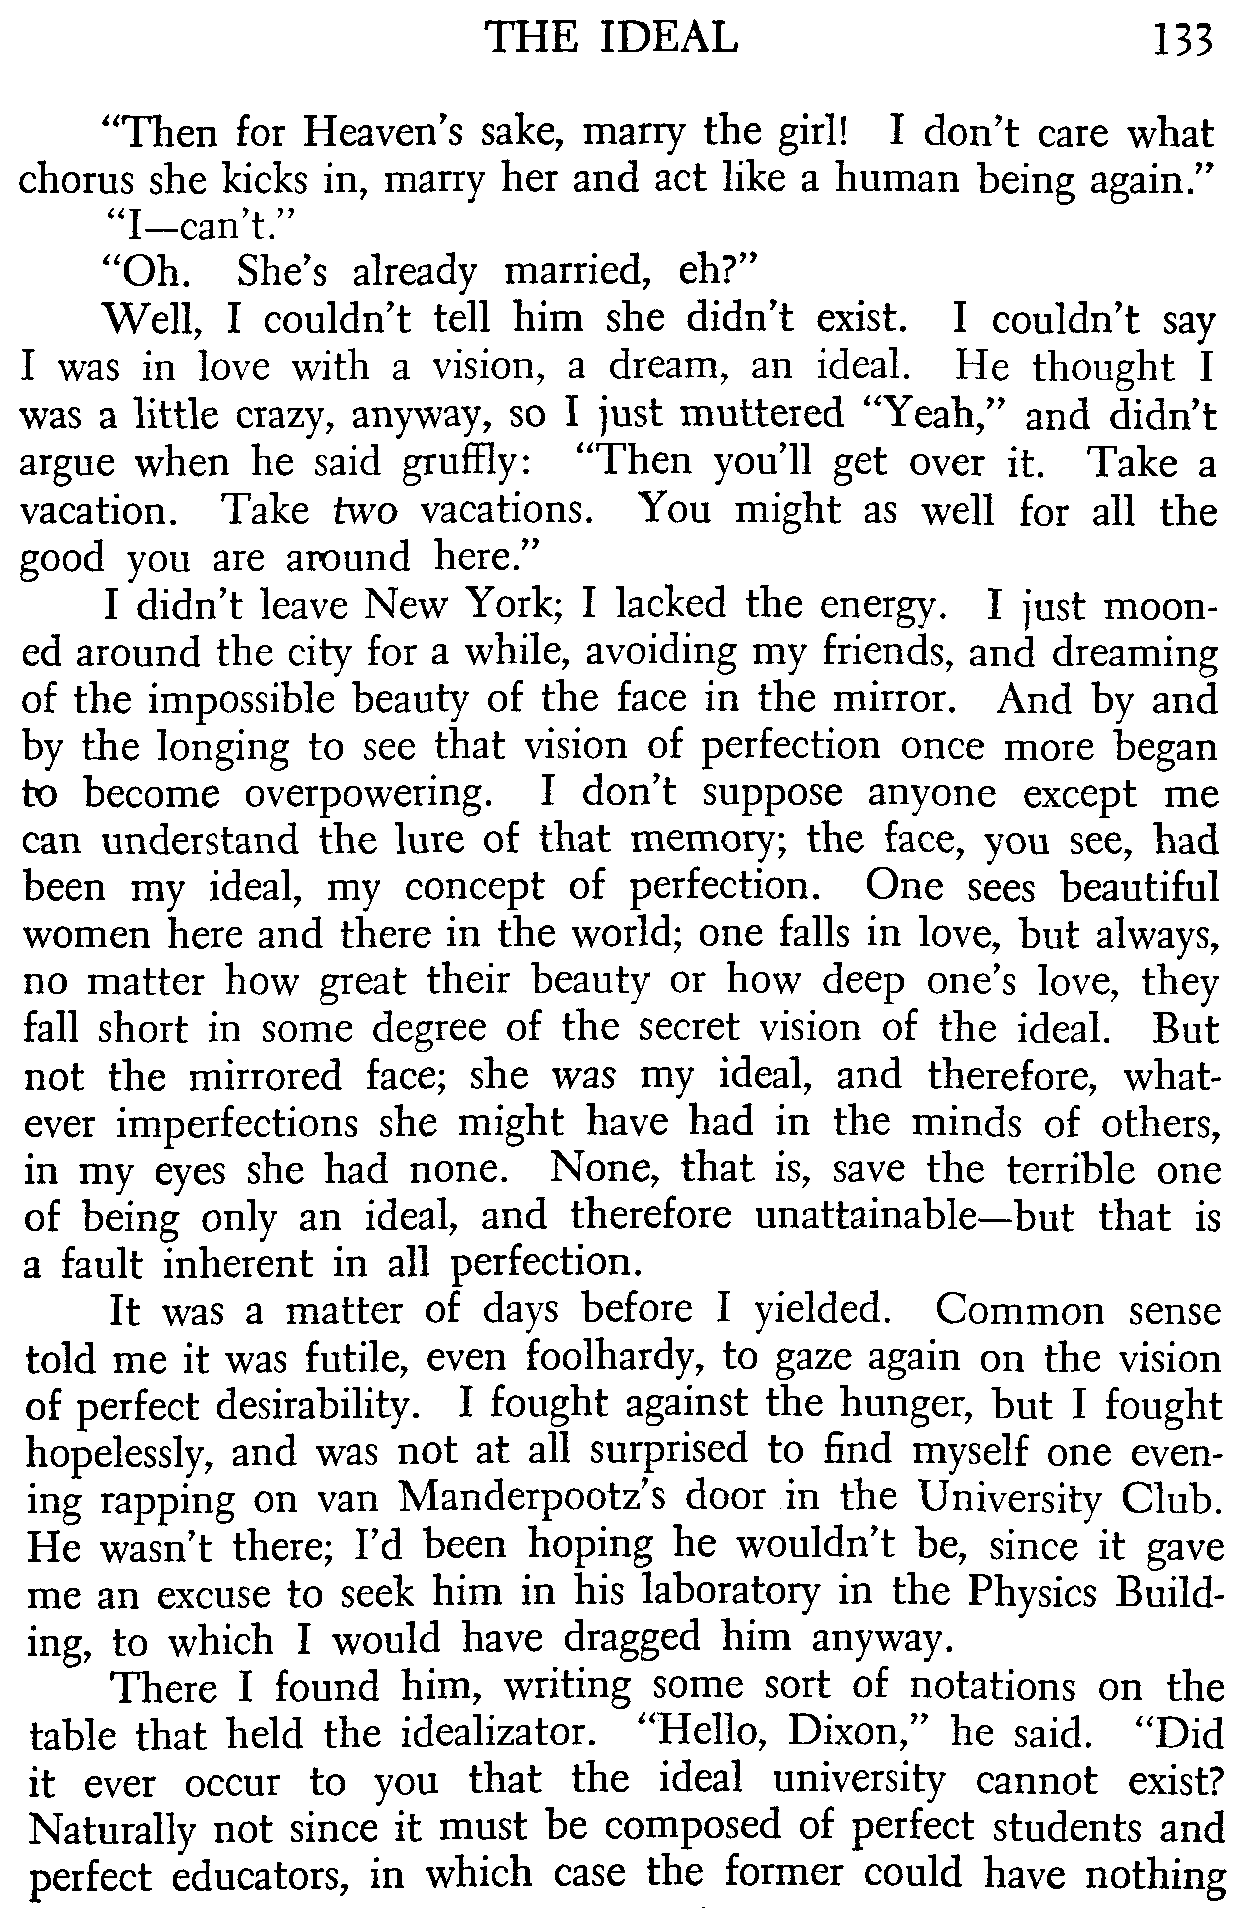 THE IDEAL 133
“Then for Heaven’s sake, marry the girl! I don’t care what
chorus she kicks in, marry her and act like a human being again.”
“I—can’t.”
“Oh. She’s already married, eh?”
Well, I couldn’t tell him she didn’t exist. I couldn’t say
I was in love with a vision, a dream, an ideal. He thought I
was a little crazy, anyway, so I just muttered “Yeah,” and didn’t
argue when he said gruffly: “Then you’ll get over it. Take a
vacation. Take two vacations. You might as well for all the
good you are around here.”
I didn’t leave New York; I lacked the energy. I just moon-
ed around the city for a while, avoiding my friends, and dreaming
of the impossible beauty of the face in the mirror. And by and
by the longing to see that vision of perfection once more began
to become overpowering. I don’t suppose anyone except me
can understand the lure of that memory; the face, you see, had
been my ideal, my concept of perfection. One sees beautiful
women here and there in the world; one falls in love, but always,
no matter how great their beauty or how deep one’s love, they
fall short in some degree of the secret vision of the ideal. But
not the mirrored face; she was my ideal, and therefore, what-
ever imperfections she might have had in the minds of others,
in my eyes she had none. None, that is, save the terrible one
of being only an ideal, and therefore unattainable—but that is
a fault inherent in all perfection.
It was a matter of days before I yielded. Common sense
told me it was futile, even foolhardy, to gaze again on the vision
of perfect desirability. I fought against the hunger, but I fought
hopelessly, and was not at all surprised to find myself one even-
ing rapping on van Manderpootz’s door in the University Club.
He wasn’t there; I’d been hoping he wouldn’t be, since it gave
me an excuse to seek him in his laboratory in the Physics Build-
ing, to which I would have dragged him anyway.
There I found him, writing some sort of notations on the
table that held the idealizator. “Hello, Dixon,” he said. “Did
it ever occur to you that the ideal university cannot exist?
Naturally not since it must be composed of perfect students and
perfect educators, in which case the former could have nothing